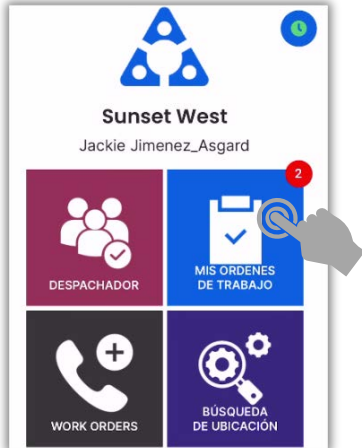 Sunset West
Jackie Jimenez_Asgard
2
DESPACHADOR
MIS ORDENES
DE TRABAJO
WORK ORDERS
BÚSQUEDA
DE UBICACIÓN